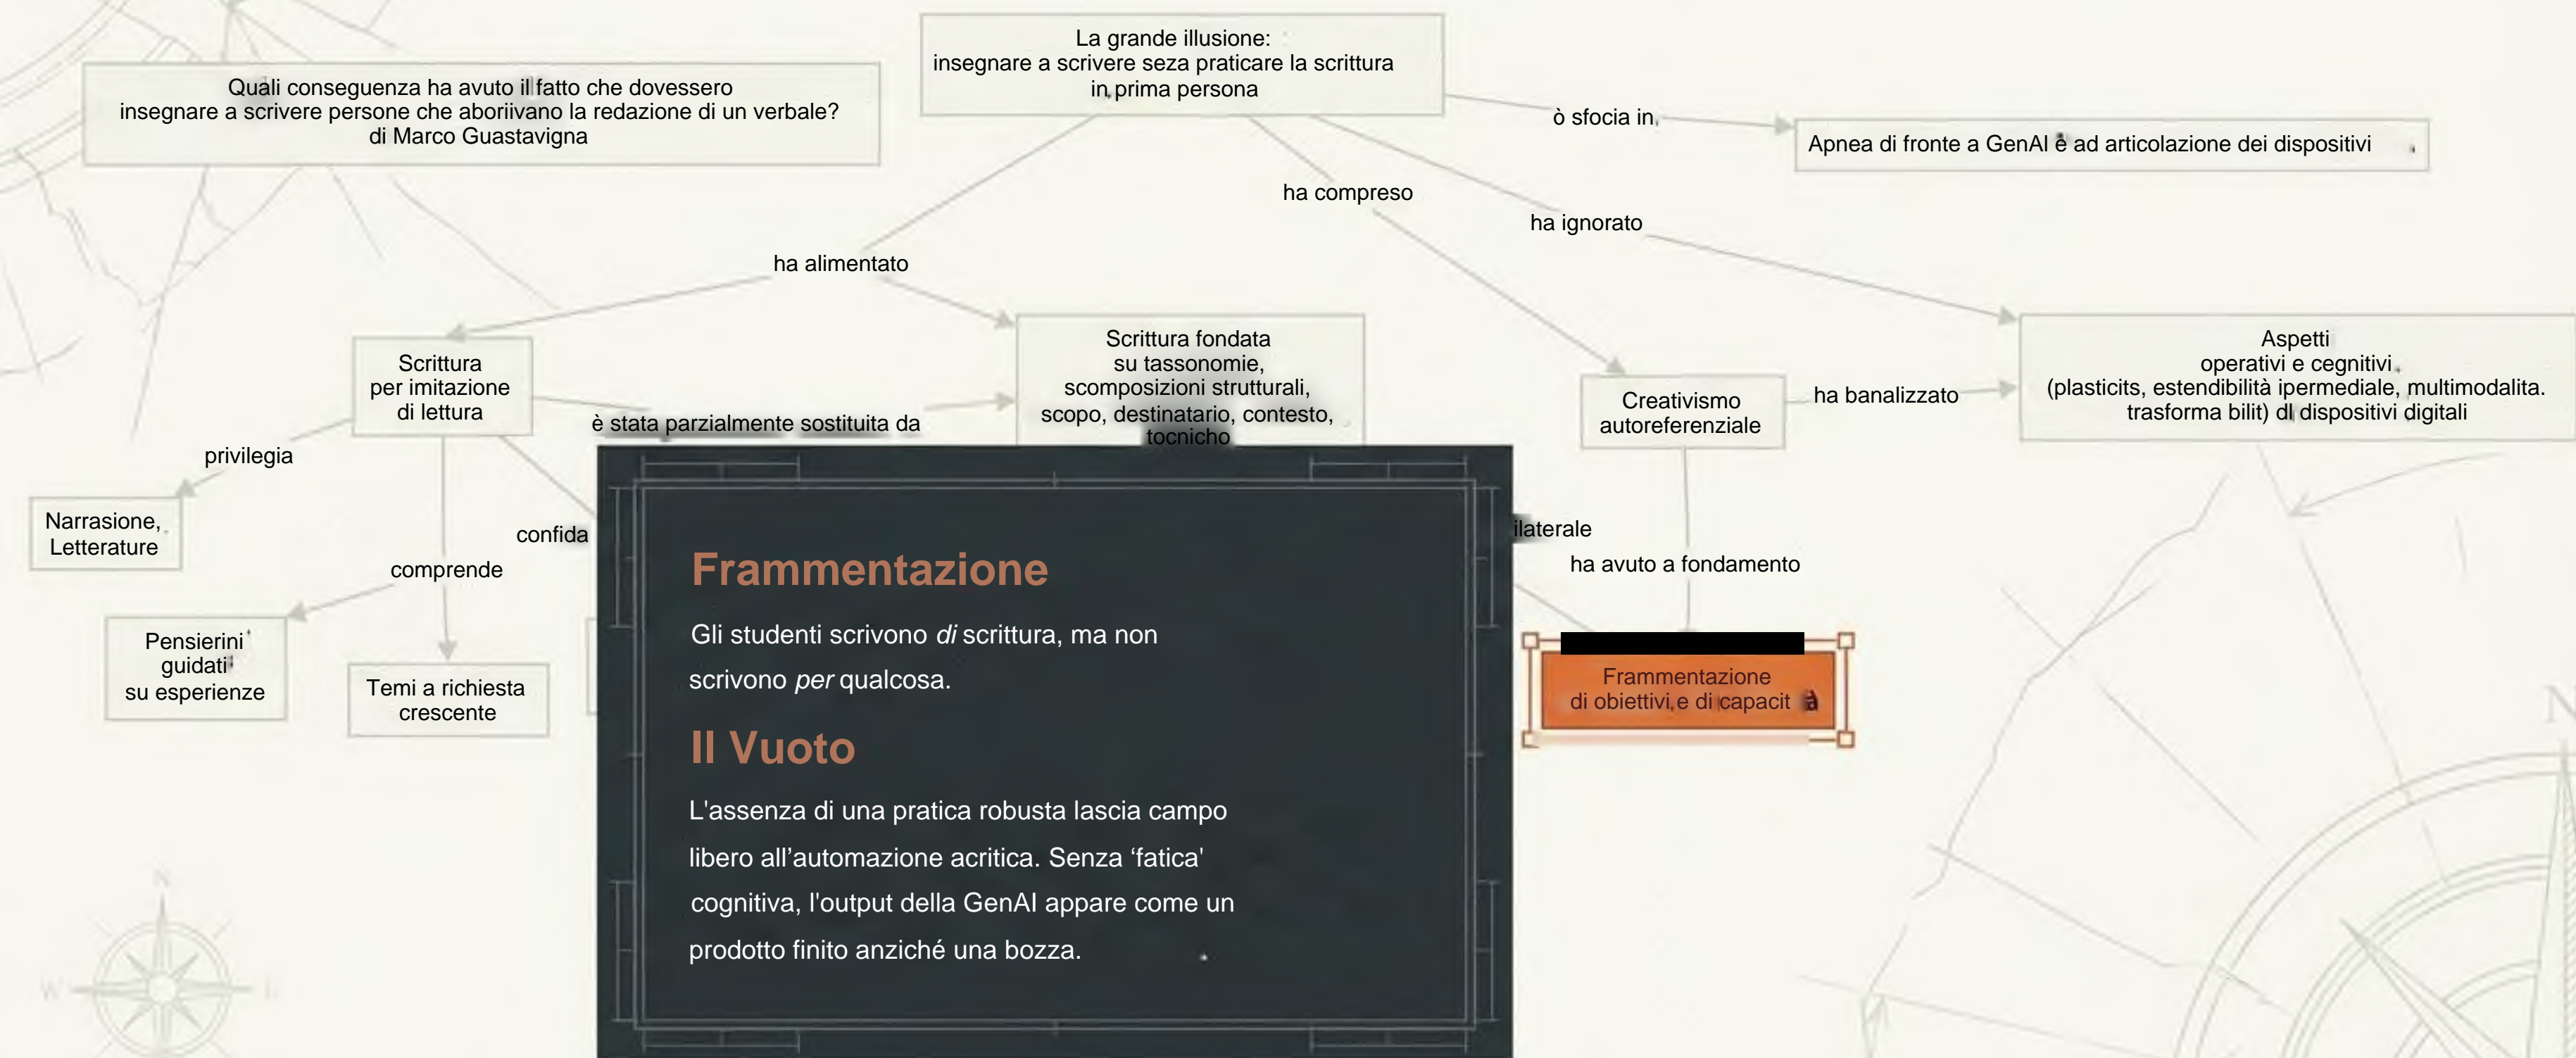 La grande illusione:
insegnare a scrivere seza praticare la scrittura
in prima persona
Quali conseguenza ha avuto il fatto che dovessero
insegnare a scrivere persone che aboriivano la redazione di un verbale?
di Marco Guastavigna
ò sfocia in
Apnea di fronte a GenAI è ad articolazione dei dispositivi
ha compreso
ha ignorato
ha alimentato
Scrittura
per imitazione
di lettura
è stata parzialmente sostituita da
Scrittura fondata
su tassonomie,
scomposizioni strutturali,
scopo, destinatario, contesto,
tocnicho
Creativismo
autoreferenziale
ha banalizzato
Aspetti
operativi e cegnitivi
(plasticits, estendibilità ipermediale, multimodalita.
trasforma bilit) di dispositivi digitali
privilegia
Narrasione,
Letterature
confida
ilaterale
comprende
ha avuto a fondamento
Pensierini
guidati
su esperienze
Temi a richiesta
crescente
Frammentazione
di obiettivi e di capacit à
Frammentazione
Gli studenti scrivono di scrittura, ma non
scrivono per qualcosa.
Il Vuoto
L'assenza di una pratica robusta lascia campo
libero all’automazione acritica. Senza ‘fatica'
cognitiva, l'output della GenAI appare come un
prodotto finito anziché una bozza.
N
W
E
N